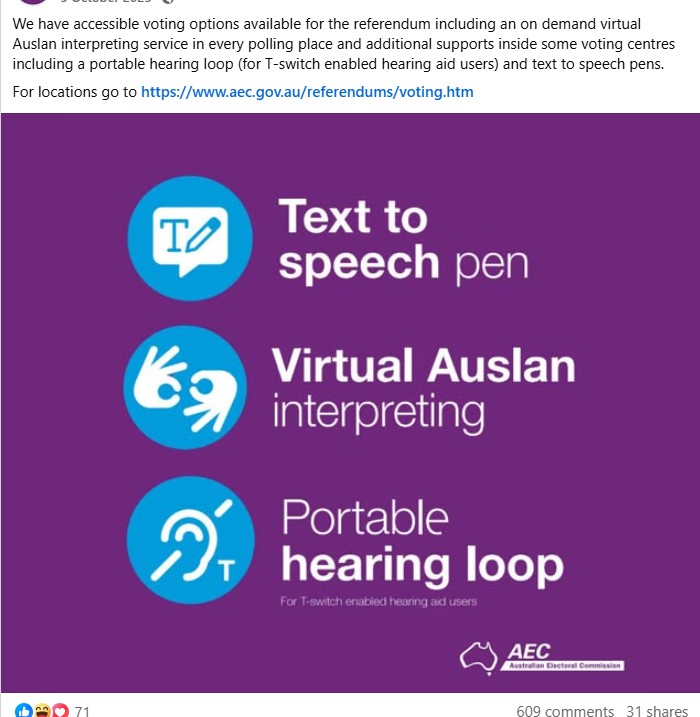 We have accessible voting options available for the referendum including an on demand virtual
Auslan interpreting service in every polling place and additional supports inside some voting centres
including a portable hearing loop (for T-switch enabled hearing aid users) and text to speech pens.
For locations go to https://www.aec.gov.au/referendums/voting.htm
T
Text to
speech pen
Virtual Auslan
interpreting
T
Portable
hearing loop
For T-switch enabled hearing aid users
AEC
Australian Electoral Commission
71
609 comments 31 shares